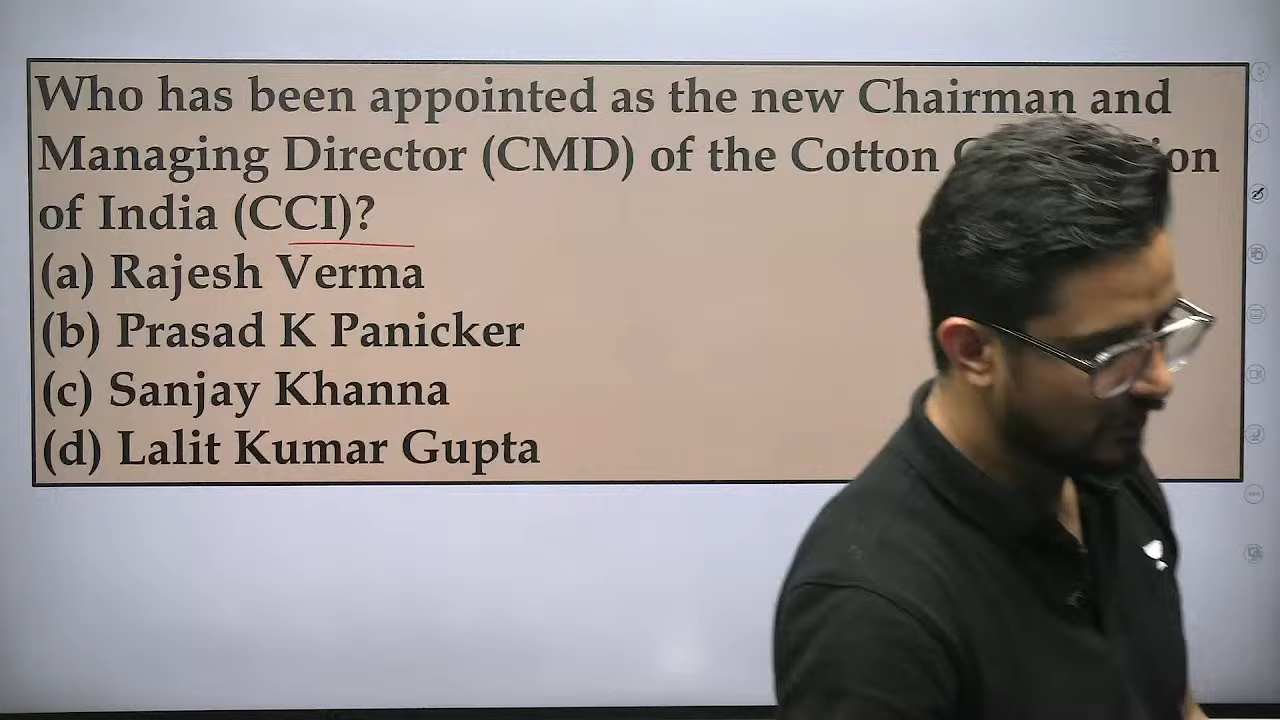 Who has been appointed as the new Chairman and
Managing Director (CMD) of the Cotton
of India (CCI)?
(a) Rajesh Verma
(b) Prasad K Panicker
(c) Sanjay Khanna
(d) Lalit Kumar Gupta